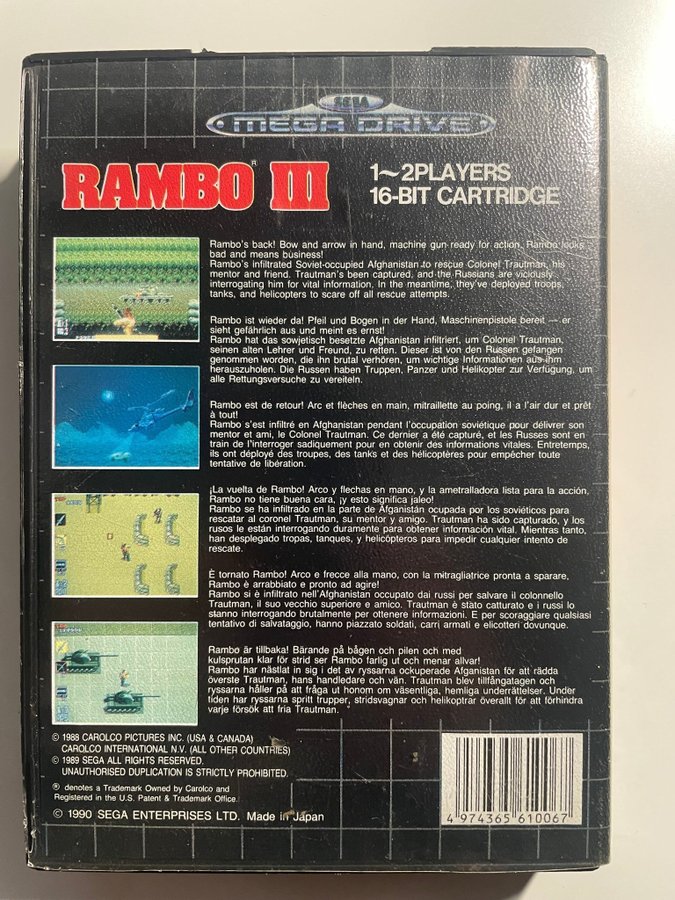 SEGA
MEGA DRIVE
RAMBO® III
1~2PLAYERS
16-BIT CARTRIDGE
Rambo's back! Bow and arrow in hand, machine gun ready for action, Rambo looks
bad and means business!
Rambo's infiltrated Soviet-occupied Afghanistan to rescue Colonel Trautman, his
mentor and friend. Trautman's been captured, and the Russians are viciously
interrogating him for vital information. In the meantime, they've deployed troops,
tanks, and helicopters to scare off all rescue attempts.
Rambo ist wieder da! Pfeil und Bogen in der Hand, Maschinenpistole bereit — er
sieht gefährlich aus und meint es ernst!
Rambo hat das sowjetisch besetzte Afghanistan infiltriert, um Colonel Trautman,
seinen alten Lehrer und Freund, zu retten. Dieser ist von den Russen gefangen
genommen worden, die ihn brutal verhören, um wichtige Informationen aus ihm
herauszuholen. Die Russen haben Truppen, Panzer und Helikopter zur Verfügung, um
alle Rettungsversuche zu vereiteln.
Rambo est de retour! Arc et flèches en main, mitraillette au poing, il a l'air dur et prêt
à tout!
Rambo s'est infiltré en Afghanistan pendant l'occupation soviétique pour délivrer son
mentor et ami, le Colonel Trautman. Ce dernier a été capturé, et les Russes sont en
train de l'interroger sadiquement pour en obtenir des informations vitales. Entretemps,
ils ont déployé des troupes, des tanks et des hélicoptères pour empêcher toute
tentative de libération.
¡La vuelta de Rambo! Arco y flechas en mano, y la ametralladora lista para la acción,
Rambo no tiene buena cara, ¡y esto significa jaleo!
Rambo se ha infiltrado en la parte de Afganistán ocupada por los soviéticos para
rescatar al coronel Trautman, su mentor y amigo. Trautman ha sido capturado, y los
rusos le están interrogando duramente para obtener información vital. Mientras tanto,
han desplegado tropas, tanques, y helicópteros para impedir cualquier intento de
rescate.
È tornato Rambo! Arco e frecce alla mano, con la mitragliatrice pronta a sparare,
Rambo è arrabbiato e pronto ad agire!
Rambo si è infiltrato nell'Afghanistan occupato dai russi per salvare il colonnello
Trautman, il suo vecchio superiore e amico. Trautman è stato catturato e i russi lo
stanno interrogando brutalmente per ottenere informazioni. E per scoraggiare qualsiasi
tentativo di salvataggio, hanno piazzato soldati, carri armati e elicotteri dovunque.
Rambo är tillbaka! Bärande på bågen och pilen och med
kulsprutan klar för strid ser Rambo farlig ut och menar allvar!
Rambo har nästlat in sig i det av ryssarna ockuperade Afghanistan för att rädda
överste Trautman, hans handledare och vän. Trautman blev tillfångatagen och
ryssarna håller på att fråga ut honom om väsentliga, hemliga underrättelser. Under
tiden har ryssarna spritt trupper, stridsvagnar och helikoptrar överallt för att förhindra
varje försök att fria Trautman.
© 1988 CAROLCO PICTURES INC. (USA & CANADA)
CAROLCO INTERNATIONAL N.V. (ALL OTHER COUNTRIES)
© 1989 SEGA ALL RIGHTS RESERVED.
UNAUTHORISED DUPLICATION IS STRICTLY PROHIBITED.
® denotes a Trademark Owned by Carolco and
Registered in the U.S. Patent & Trademark Office.
© 1990 SEGA ENTERPRISES LTD. Made in Japan
4 974365 610067